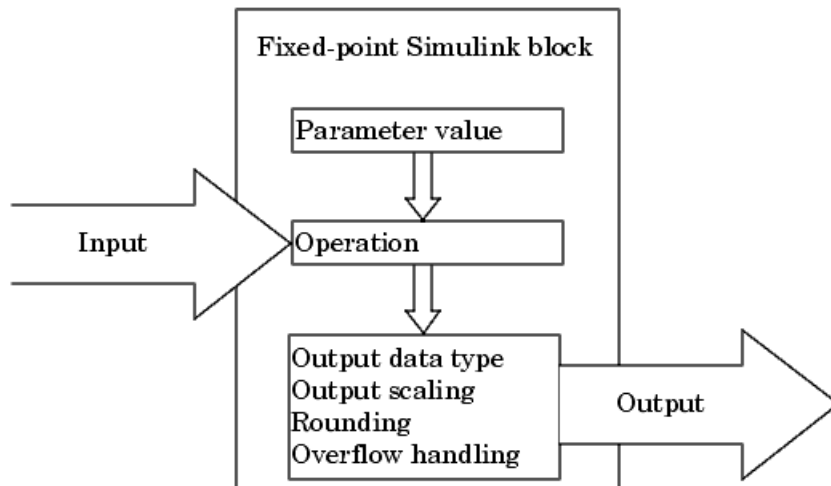 Fixed-point Simulink block
Parameter value
Input
Operation
Output data type
Output scaling
Rounding
Overflow handling
Output